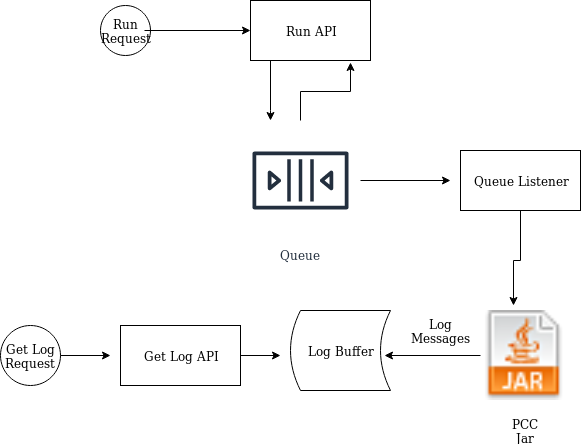 Run
Request
Run API
Queue Listener
Queue
Get Log
Request
Get Log API
Log Buffer
Log
Messages
JAR
PCC
Jar